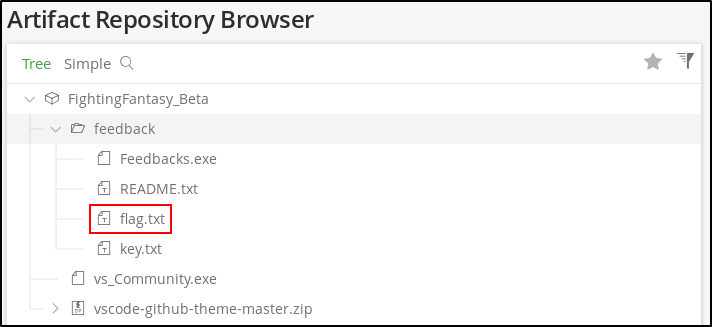 Artifact Repository Browser
Tree Simple
FightingFantasy_Beta
feedback
Feedbacks.exe
README.txt
flag.txt
key.txt
vs_Community.exe
vscode-github-theme-master.zip